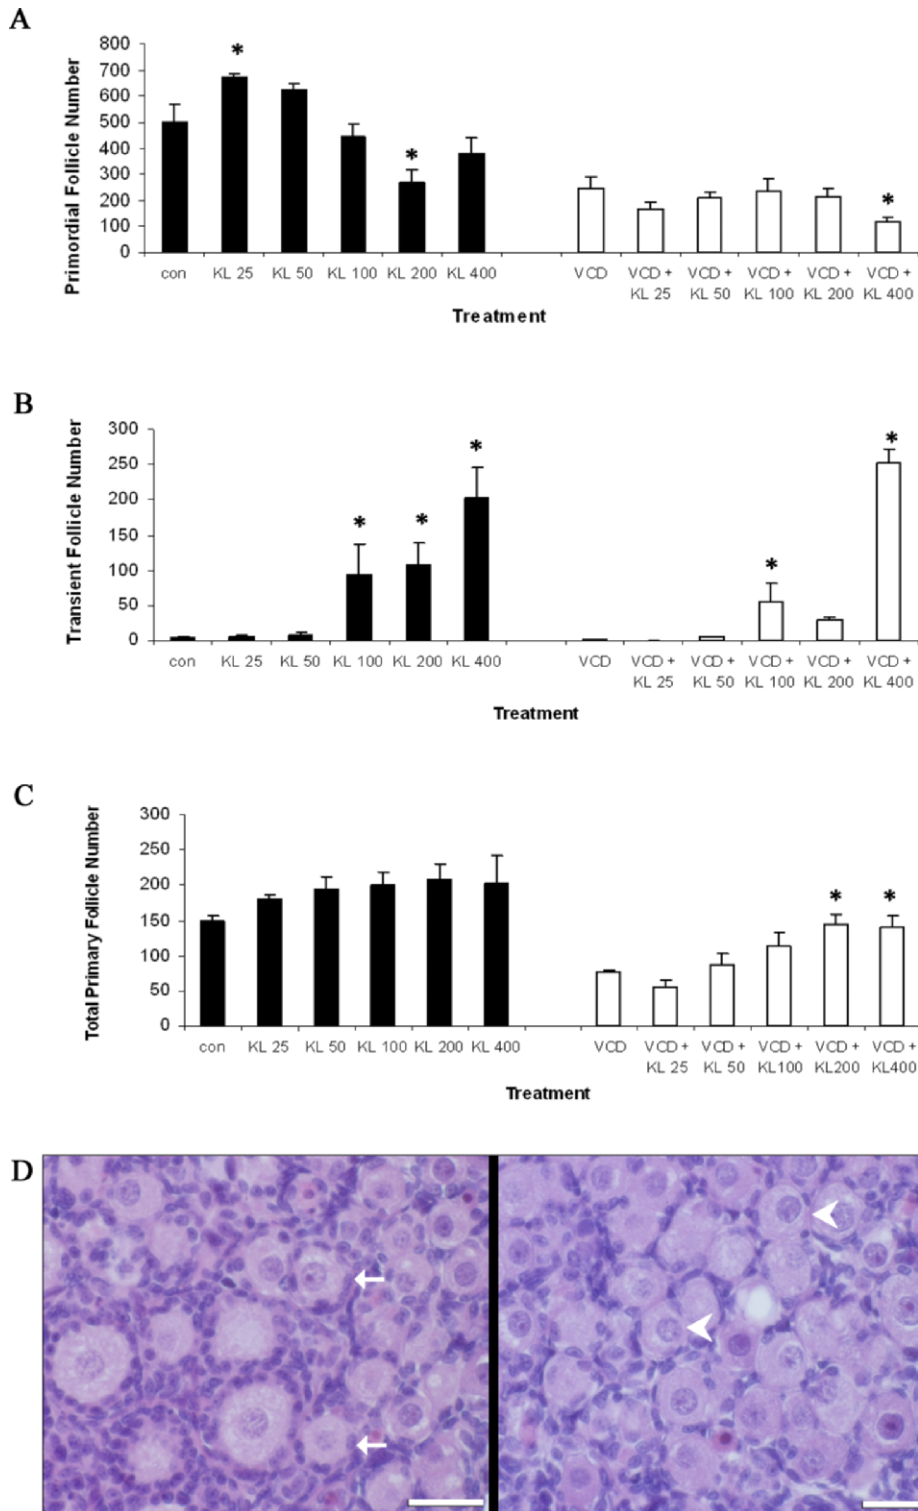 A
Primordial Follicle Number
800
700
600
500
400
300
200
100
0
*
*
*
con KL 25 KL 50 KL 100 KL 200 KL 400 VCD VCD + VCD + VCD + VCD + VCD +
KL 25 KL 50 KL 100 KL 200 KL 400
Treatment
B
Transient Follicle Number
300
250
200
150
100
50
0
*
*
*
*
*
con KL 25 KL 50 KL 100 KL 200 KL 400 VCD VCD + VCD + VCD + VCD + VCD +
KL 25 KL 50 KL 100 KL 200 KL 400
Treatment
C
Total Primary Follicle Number
300
250
200
150
100
50
0
*
*
con KL 25 KL 50 KL 100 KL 200 KL 400 VCD VCD + VCD + VCD + VCD + VCD +
KL 25 KL 50 KL100 KL200 KL400
Treatment
D